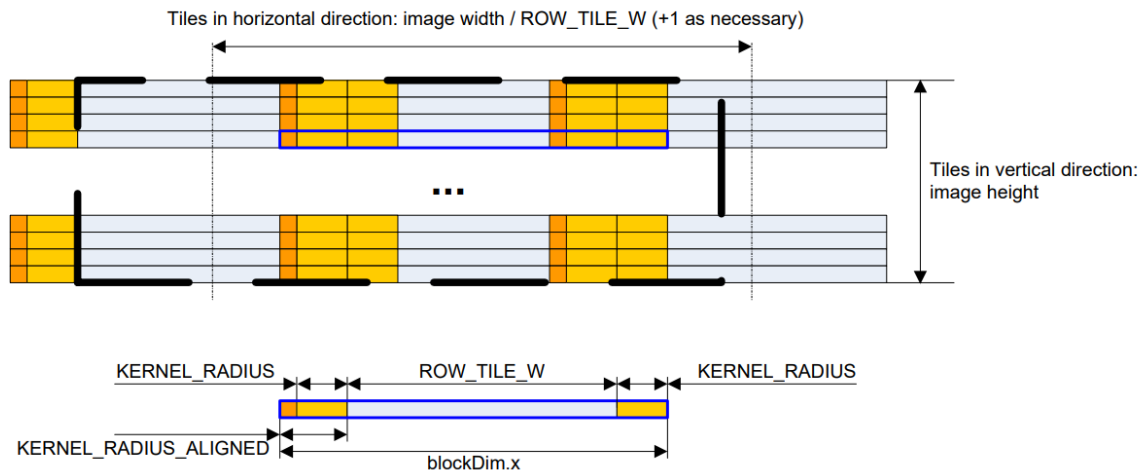 Tiles in horizontal direction: image width / ROW_TILE_W (+1 as necessary)
Tiles in vertical direction:
image height
...
KERNEL_RADIUS
ROW_TILE_W
KERNEL_RADIUS
KERNEL_RADIUS_ALIGNED
blockDim.x